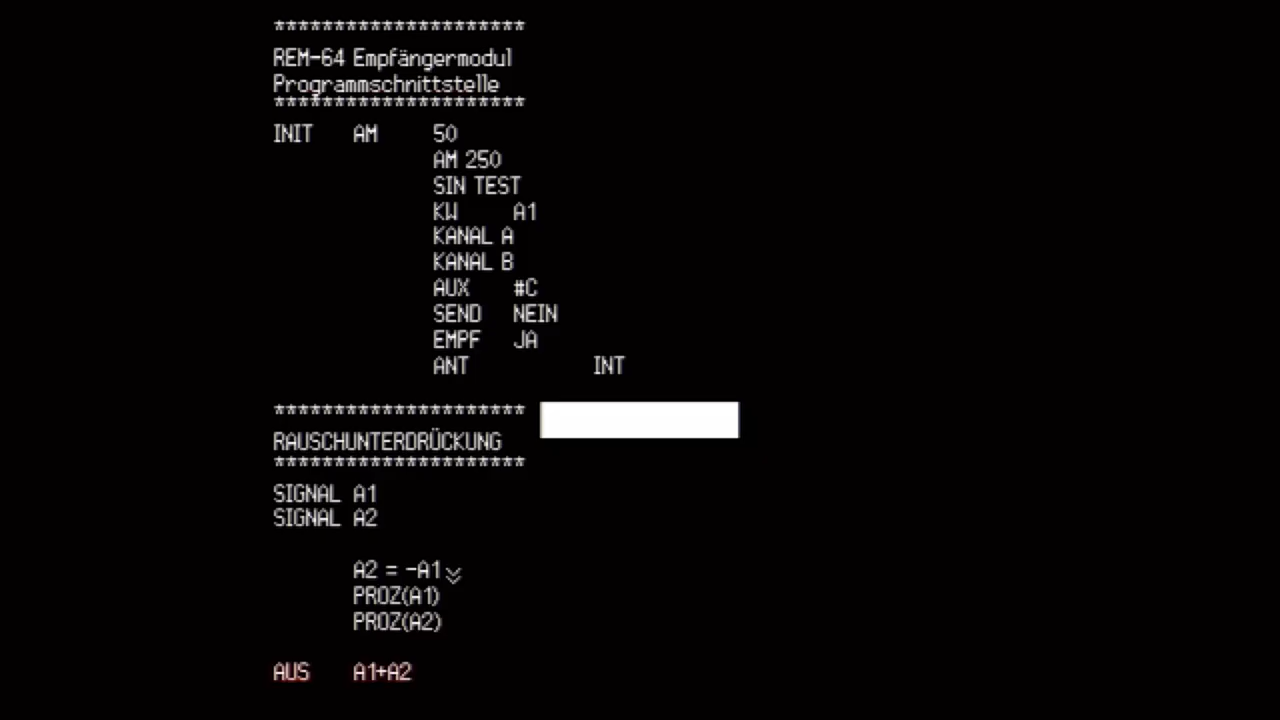 *********************
REM-64 Empfängermodul
Programmschnittstelle
*********************
INIT AM 50
AM 250
SIN TEST
KW A1
KANAL A
KANAL B
AUX #C
SEND NEIN
EMPF JA
ANT INT
*********************
RAUSCHUNTERDRÜCKUNG
*********************
SIGNAL A1
SIGNAL A2
A2 = -A1
PROZ(A1)
PROZ(A2)
AUS A1+A2